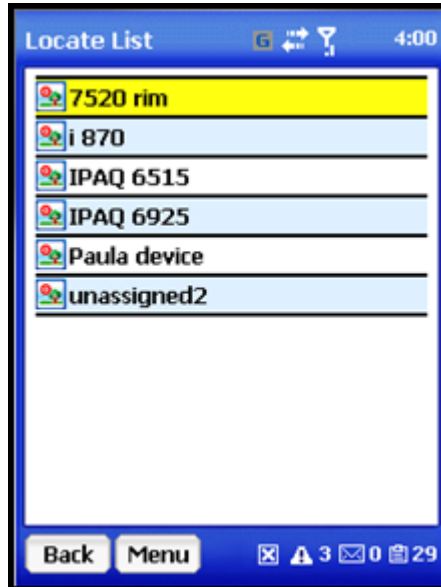 Locate List G 4:00
7520 rim
i 870
IPAQ 6515
IPAQ 6925
Paula device
unassigned2
Back Menu 3 0 29